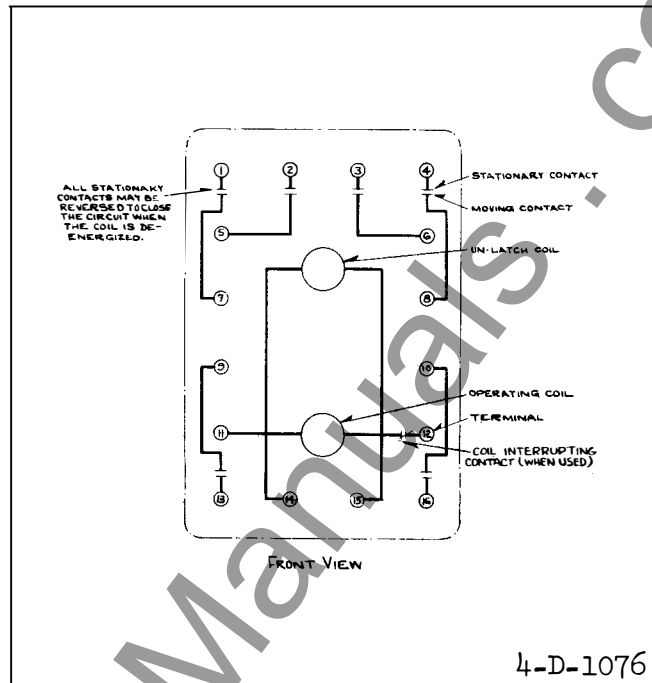 1
2
3
4
ALL STATIONARY
CONTACTS MAY BE
REVERSED TO CLOSE
THE CIRCUIT WHEN
THE COIL IS DE-
ENERGIZED.
STATIONARY CONTACT
MOVING CONTACT
5
6
UN-LATCH COIL
7
8
9
10
OPERATING COIL
11
12
TERMINAL
COIL INTERRUPTING
CONTACT (WHEN USED)
13
14
15
16
FRONT VIEW
4-D-1076
Manuals.co